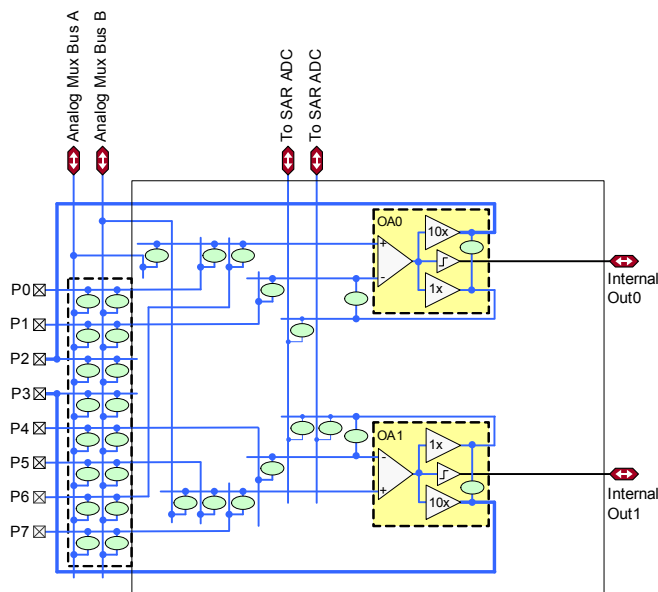 Analog Mux Bus A
Analog Mux Bus B
To SAR ADC
To SAR ADC
OA0
+
-
10x
1x
Internal
Out0
P0
P1
P2
P3
P4
P5
P6
P7
OA1
-
+
1x
10x
Internal
Out1